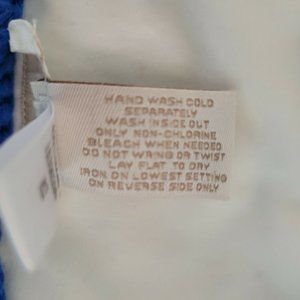 HAND WASH COLD
SEPARATELY
WASH INSIDE OUT
ONLY NON-CHLORINE
BLEACH WHEN NEEDED
DO NOT WRING OR TWIST
LAY FLAT TO DRY
IRON ON LOWEST SETTING
ON REVERSE SIDE ONLY